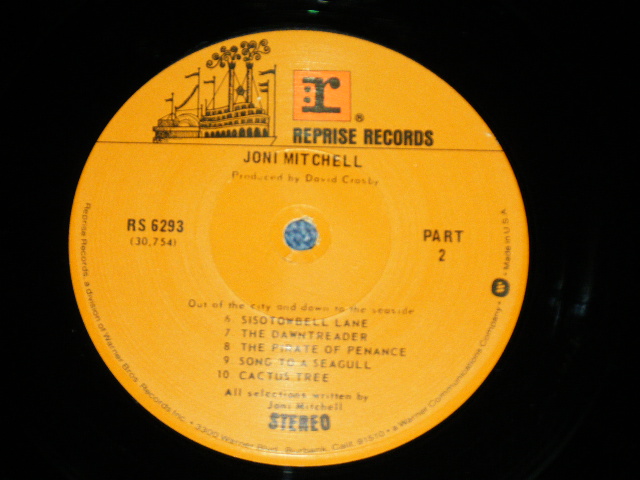 r
®
REPRISE RECORDS
JONI MITCHELL
Produced by David Crosby
RS 6293
(30,754)
PART
2
Out of the city and down to the seaside
6 SISOTOWBELL LANE
7 THE DAWNTREADER
8 THE PIRATE OF PENANCE
9 SONG TO A SEAGULL
10 CACTUS TREE
All selections written by
Joni Mitchell
STEREO
Reprise Records, a division of Warner Bros. Records Inc. • 3300 Warner Blvd., Burbank, Calif. 91510 • a Warner Communications Company • W • Made in U.S.A.